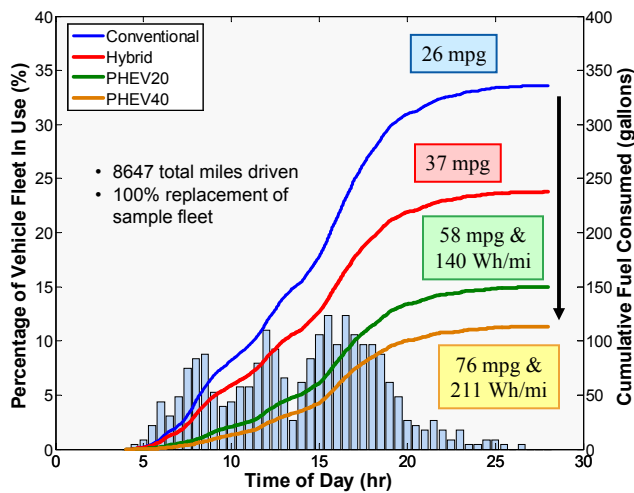 40
35
30
25
20
15
10
5
0
Percentage of Vehicle Fleet In Use (%)
Conventional
Hybrid
PHEV20
PHEV40
• 8647 total miles driven
• 100% replacement of
sample fleet
26 mpg
37 mpg
58 mpg &
140 Wh/mi
76 mpg &
211 Wh/mi
400
350
300
250
200
150
100
50
0
Cumulative Fuel Consumed (gallons)
0 5 10 15 20 25 30
Time of Day (hr)